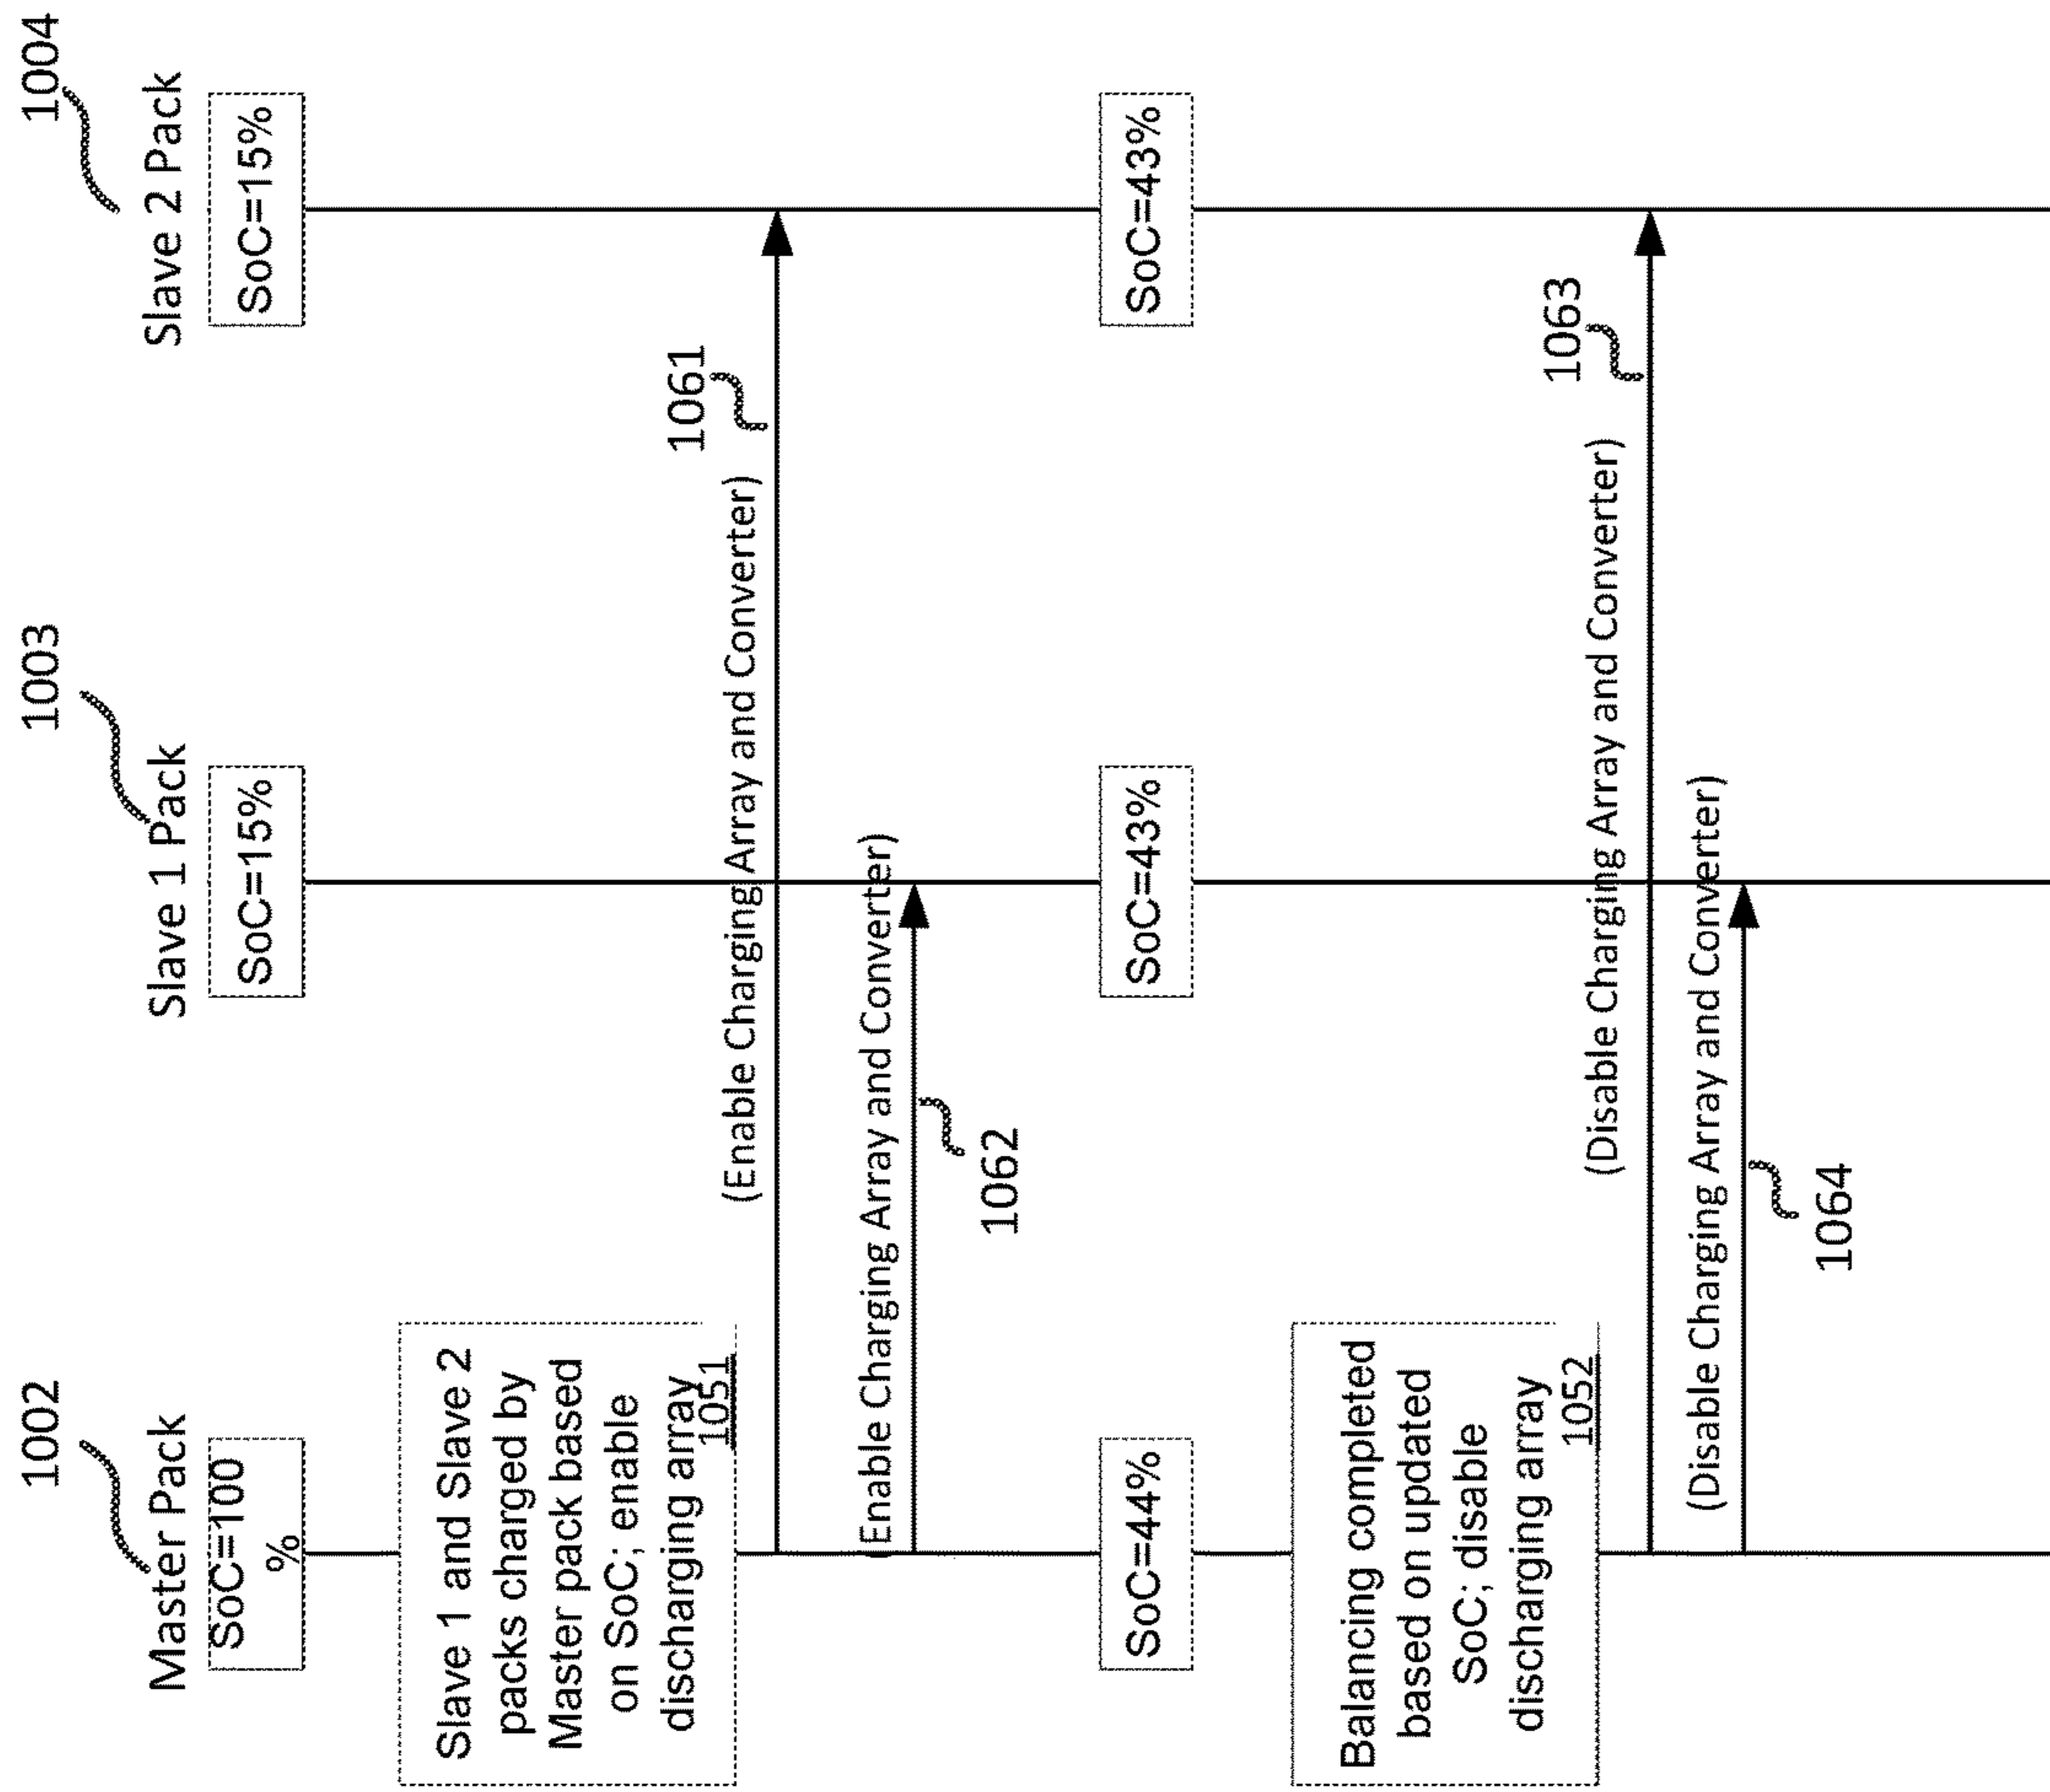 1002
1003
1004
Master Pack
Slave 1 Pack
Slave 2 Pack
SoC=100
%
SoC=15%
SoC=15%
Slave 1 and Slave 2
packs charged by
Master pack based
on SoC; enable
discharging array
1051
1061
(Enable Charging Array and Converter)
(Enable Charging Array and Converter)
1062
SoC=44%
SoC=43%
SoC=43%
Balancing completed
based on updated
SoC; disable
discharging array
1052
1063
(Disable Charging Array and Converter)
(Disable Charging Array and Converter)
1064